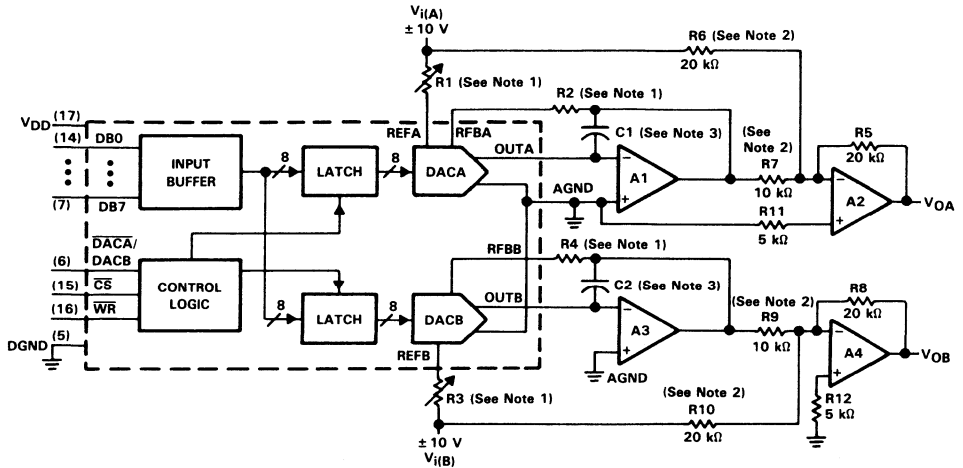 Vi(A)
± 10 V
R6 (See Note 2)
20 kΩ
R1 (See Note 1)
R2 (See Note 1)
VDD (17)
REFA
RFBA
C1 (See Note 3)
(See
Note 2)
R7
10 kΩ
R5
20 kΩ
(14) DB0
(7) DB7
INPUT
BUFFER
8
LATCH
8
DACA
OUTA
AGND
A1
A2
VOA
R11
5 kΩ
DACA/
(6) DACB
(15) CS
(16) WR
DGND (5)
CONTROL
LOGIC
8
LATCH
8
DACB
RFBB
OUTB
REFB
R4 (See Note 1)
C2 (See Note 3)
A3
AGND
(See Note 2)
R9
10 kΩ
R8
20 kΩ
A4
VOB
R12
5 kΩ
R3 (See Note 1)
(See Note 2)
R10
20 kΩ
± 10 V
Vi(B)